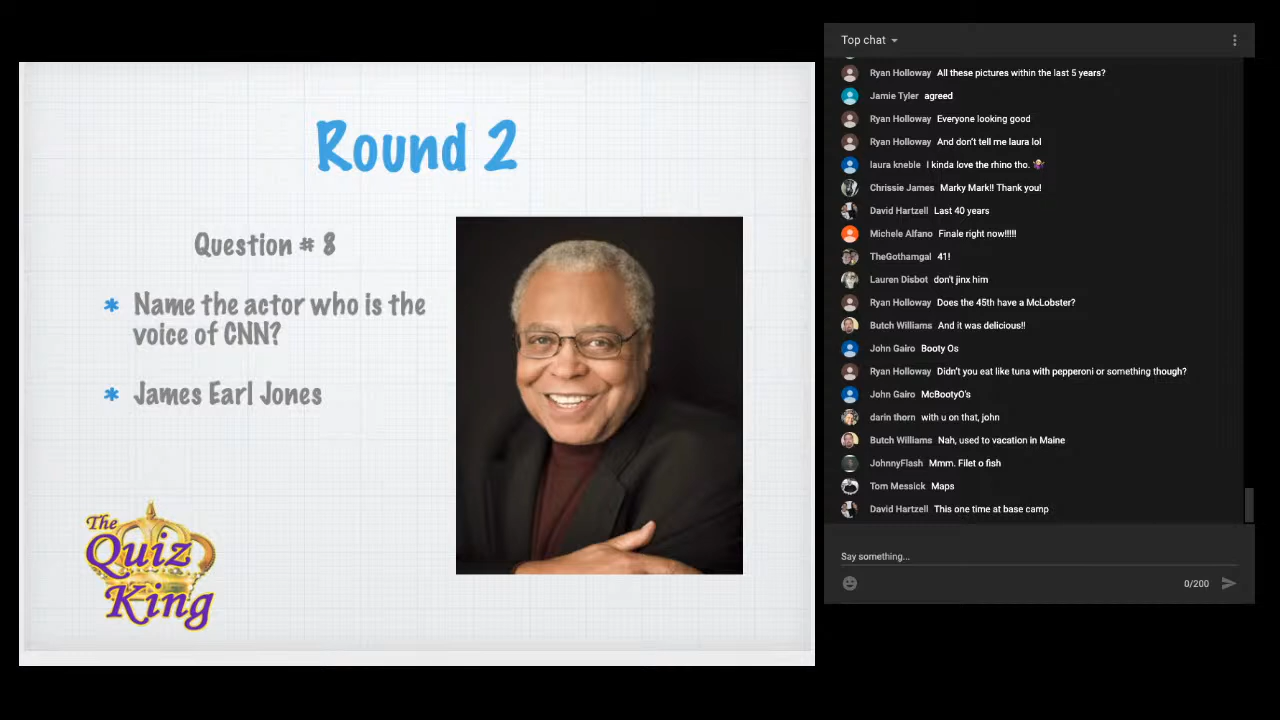 Round 2
Question # 8
* Name the actor who is the
voice of CNN?
* James Earl Jones
The
Quiz
King
Top chat
Ryan Holloway All these pictures within the last 5 years?
Jamie Tyler agreed
Ryan Holloway Everyone looking good
Ryan Holloway And don't tell me laura lol
laura kneble I kinda love the rhino tho. 🤷🏼‍♀️
Chrissie James Marky Mark!! Thank you!
David Hartzell Last 40 years
Michele Alfano Finale right now!!!!!
TheGothamgal 41!
Lauren Disbot don't jinx him
Ryan Holloway Does the 45th have a McLobster?
Butch Williams And it was delicious!!
John Gairo Booty Os
Ryan Holloway Didn't you eat like tuna with pepperoni or something though?
John Gairo McBootyO's
darin thorn with u on that, john
Butch Williams Nah, used to vacation in Maine
JohnnyFlash Mmm. Filet o fish
Tom Messick Maps
David Hartzell This one time at base camp
Say something...
0/200